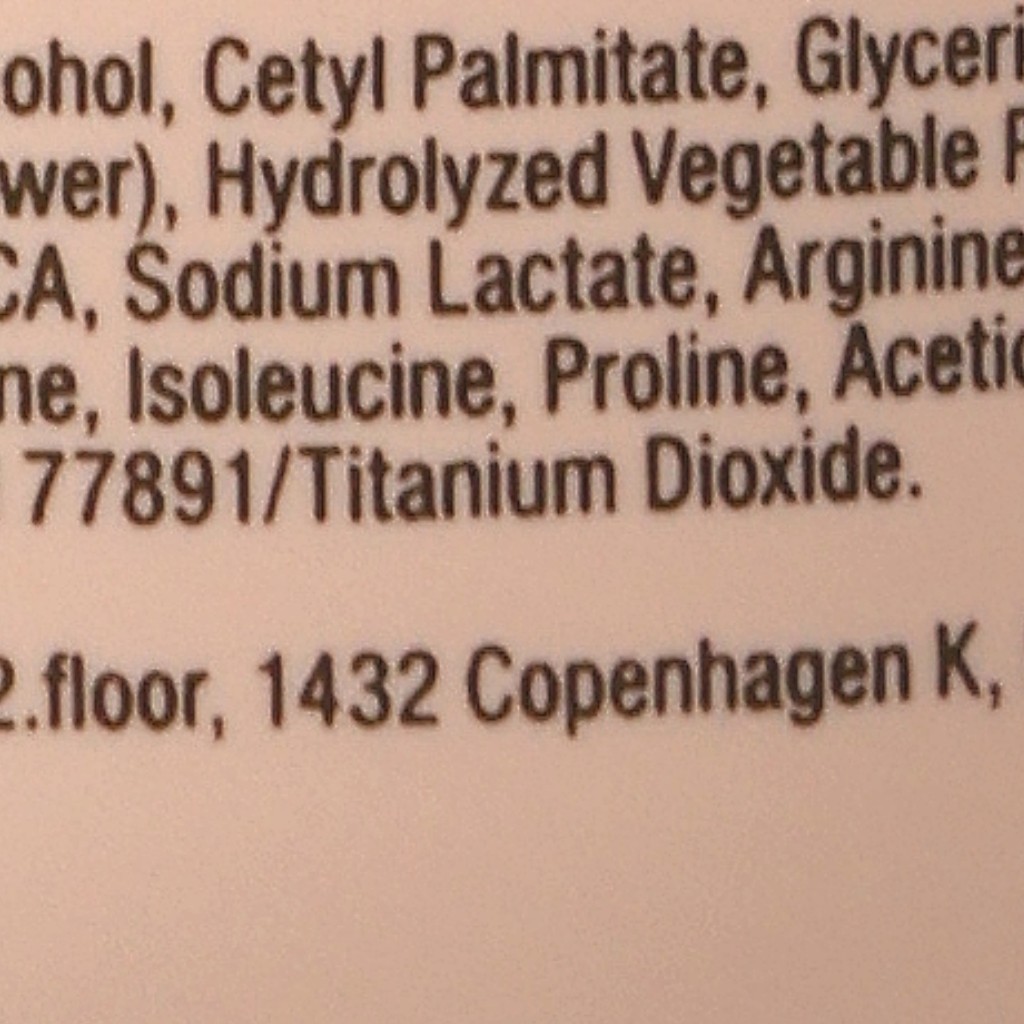 ohol, Cetyl Palmitate, Glyceri
wer), Hydrolyzed Vegetable
CA, Sodium Lactate, Arginine
ne, Isoleucine, Proline, Acetic
77891/Titanium Dioxide.
2.floor, 1432 Copenhagen K,